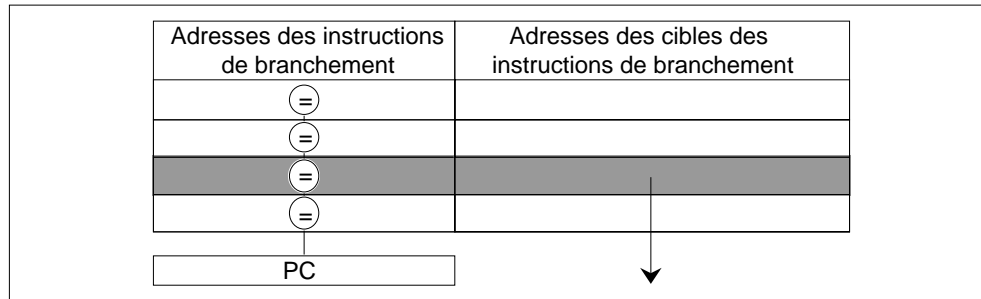 Adresses des instructions
de branchement
Adresses des cibles des
instructions de branchement
=
=
=
=
PC